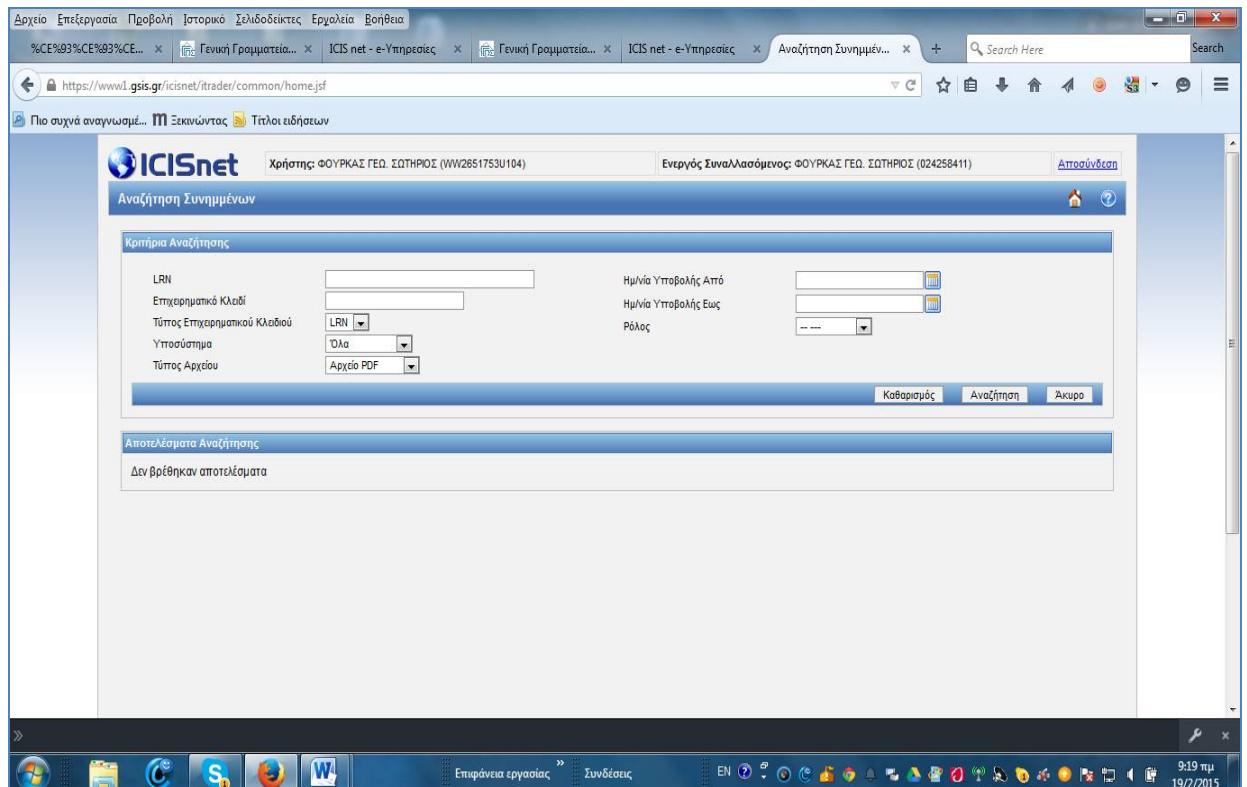 Αρχείο Επεξεργασία Προβολή Ιστορικό Σελιδοδείκτες Εργαλεία Βοήθεια
%CE%93%CE%93%CE... × Γενική Γραμματεία... × ICIS net - e-Υπηρεσίες × Γενική Γραμματεία... × ICIS net - e-Υπηρεσίες × Αναζήτηση Συνημμέν... × + Search Here Search
https://www1.gsis.gr/icisnet/itrader/common/home.jsf
Πιο συχνά αναγνωσμέ... Ξεκινώντας Τίτλοι ειδήσεων
ICISnet Χρήστης: ΦΟΥΡΚΑΣ ΓΕΩ. ΣΩΤΗΡΙΟΣ (WW2651753U104) Ενεργός Συναλλασόμενος: ΦΟΥΡΚΑΣ ΓΕΩ. ΣΩΤΗΡΙΟΣ (024258411) Αποσύνδεση
Αναζήτηση Συνημμένων
Κριτήρια Αναζήτησης
LRN Ημ/νία Υποβολής Από
Επιχειρηματικό Κλειδί Ημ/νία Υποβολής Εως
Τύπος Επιχειρηματικού Κλειδιού LRN Ρόλος -- ---
Υποσύστημα Όλα
Τύπος Αρχείου Αρχείο PDF
Καθαρισμός Αναζήτηση Άκυρο
Αποτελέσματα Αναζήτησης
Δεν βρέθηκαν αποτελέσματα
Επιφάνεια εργασίας » Συνδέσεις EN 9:19 πμ
19/2/2015